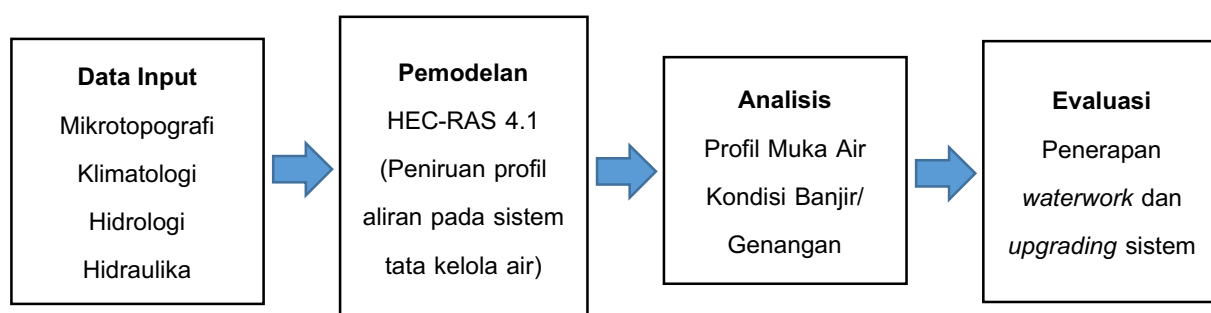 Data Input
Mikrotopografi
Klimatologi
Hidrologi
Hidraulika
Pemodelan
HEC-RAS 4.1
(Peniruan profil
aliran pada sistem
tata kelola air)
Analisis
Profil Muka Air
Kondisi Banjir/
Genangan
Evaluasi
Penerapan
waterwork dan
upgrading sistem